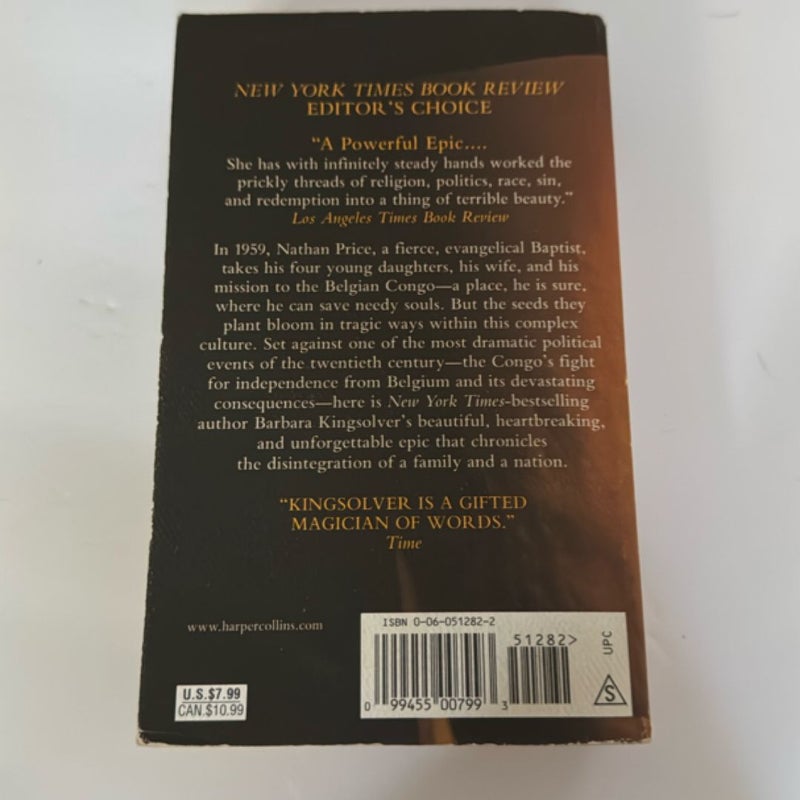 NEW YORK TIMES BOOK REVIEW
EDITOR'S CHOICE
"A Powerful Epic....
She has with infinitely steady hands worked the
prickly threads of religion, politics, race, sin,
and redemption into a thing of terrible beauty."
Los Angeles Times Book Review
In 1959, Nathan Price, a fierce, evangelical Baptist,
takes his four young daughters, his wife, and his
mission to the Belgian Congo—a place, he is sure,
where he can save needy souls. But the seeds they
plant bloom in tragic ways within this complex
culture. Set against one of the most dramatic political
events of the twentieth century—the Congo's fight
for independence from Belgium and its devastating
consequences—here is New York Times-bestselling
author Barbara Kingsolver's beautiful, heartbreaking,
and unforgettable epic that chronicles
the disintegration of a family and a nation.
"KINGSOLVER IS A GIFTED
MAGICIAN OF WORDS."
Time
www.harpercollins.com
U.S.$7.99
CAN.$10.99
ISBN 0-06-051282-2
51282>
0 99455 00799 3
UPC
S